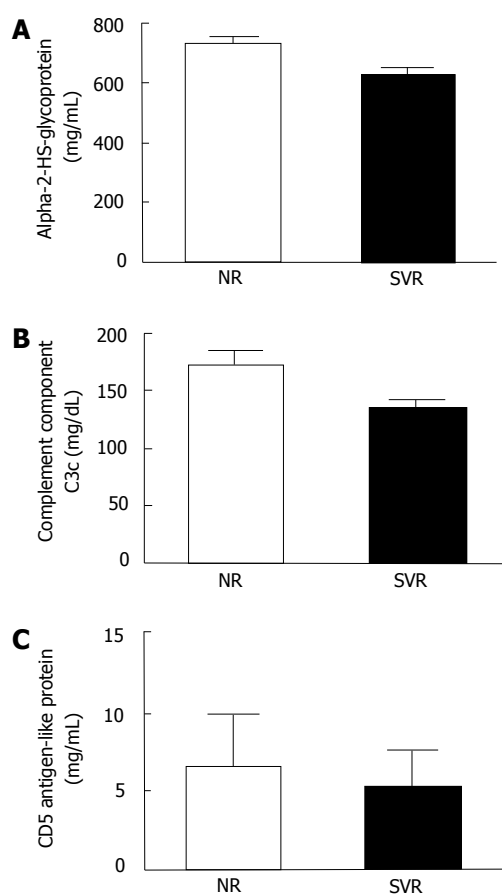 A
Alpha-2-HS-glycoprotein
(mg/mL)
800
600
400
200
0
NR
SVR
B
Complement component
C3c (mg/dL)
200
150
100
50
0
NR
SVR
C
CD5 antigen-like protein
(mg/mL)
15
10
5
0
NR
SVR